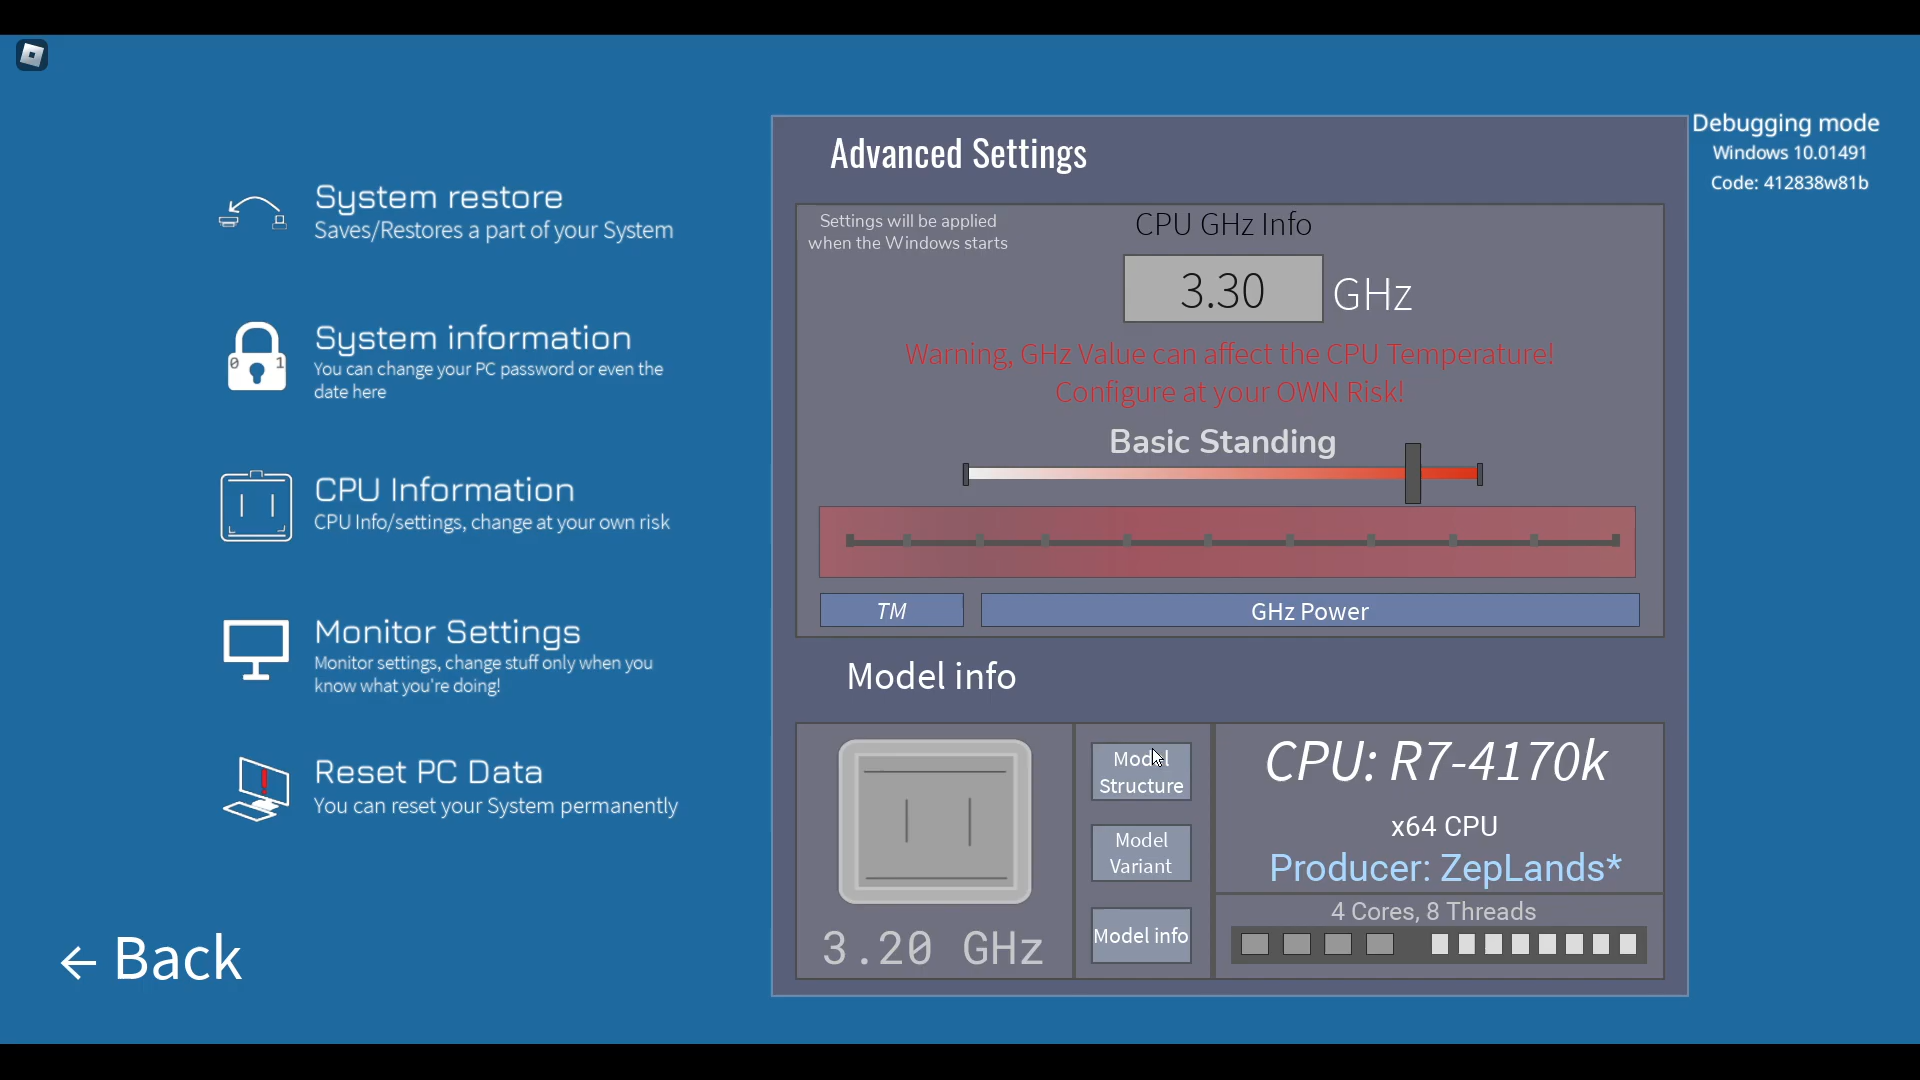 System restore
Saves/Restores a part of your System
System information
0 1
You can change your PC password or even the
date here
CPU Information
CPU Info/settings, change at your own risk
Monitor Settings
Monitor settings, change stuff only when you
know what you're doing!
Reset PC Data
You can reset your System permanently
← Back
Advanced Settings
Settings will be applied
when the Windows starts
CPU GHz Info
3.30 GHz
Warning, GHz Value can affect the CPU Temperature!
Configure at your OWN Risk!
Basic Standing
TM
GHz Power
Model info
3.20 GHz
Model
Structure
Model
Variant
Model info
CPU: R7-4170k
x64 CPU
Producer: ZepLands*
4 Cores, 8 Threads
Debugging mode
Windows 10.01491
Code: 412838w81b